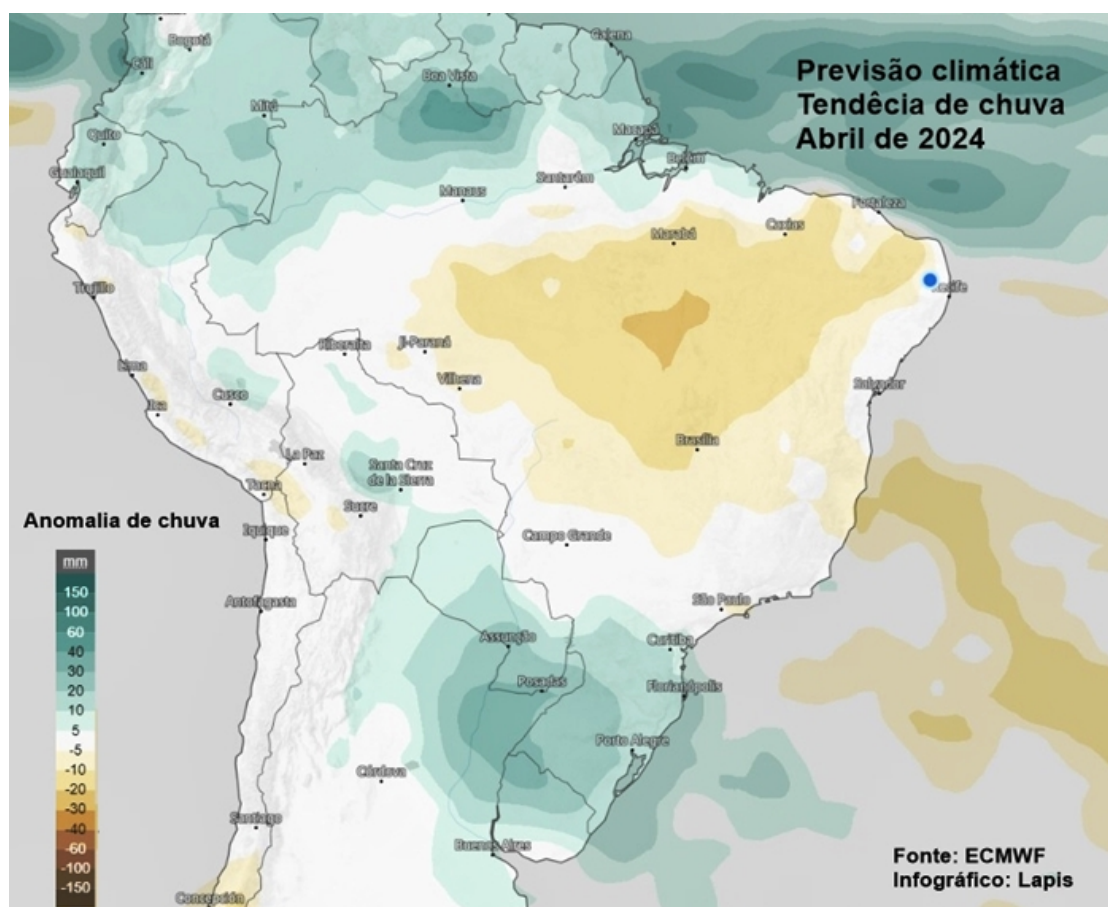 Bogotá
Caiena
Cáli
Boa Vista
Previsão climática
Tendêcia de chuva
Abril de 2024
Mitú
Quito
Macapá
Belém
Guaiaquil
Santarém
Manaus
Fortaleza
Caxias
Marabá
Trujillo
Recife
Riberalta
Ji-Paraná
Lima
Vilhena
Salvador
Cusco
Ica
Brasília
La Paz
Santa Cruz
de la Sierra
Tacna
Sucre
Anomalia de chuva
Iquique
Campo Grande
mm
150
100
60
40
30
20
10
5
-5
-10
-20
-30
-40
-60
-100
-150
Antofagasta
São Paulo
Assunção
Curitiba
Posadas
Florianópolis
Porto Alegre
Córdova
Santiago
Buenos Aires
Concepción
Fonte: ECMWF
Infográfico: Lapis